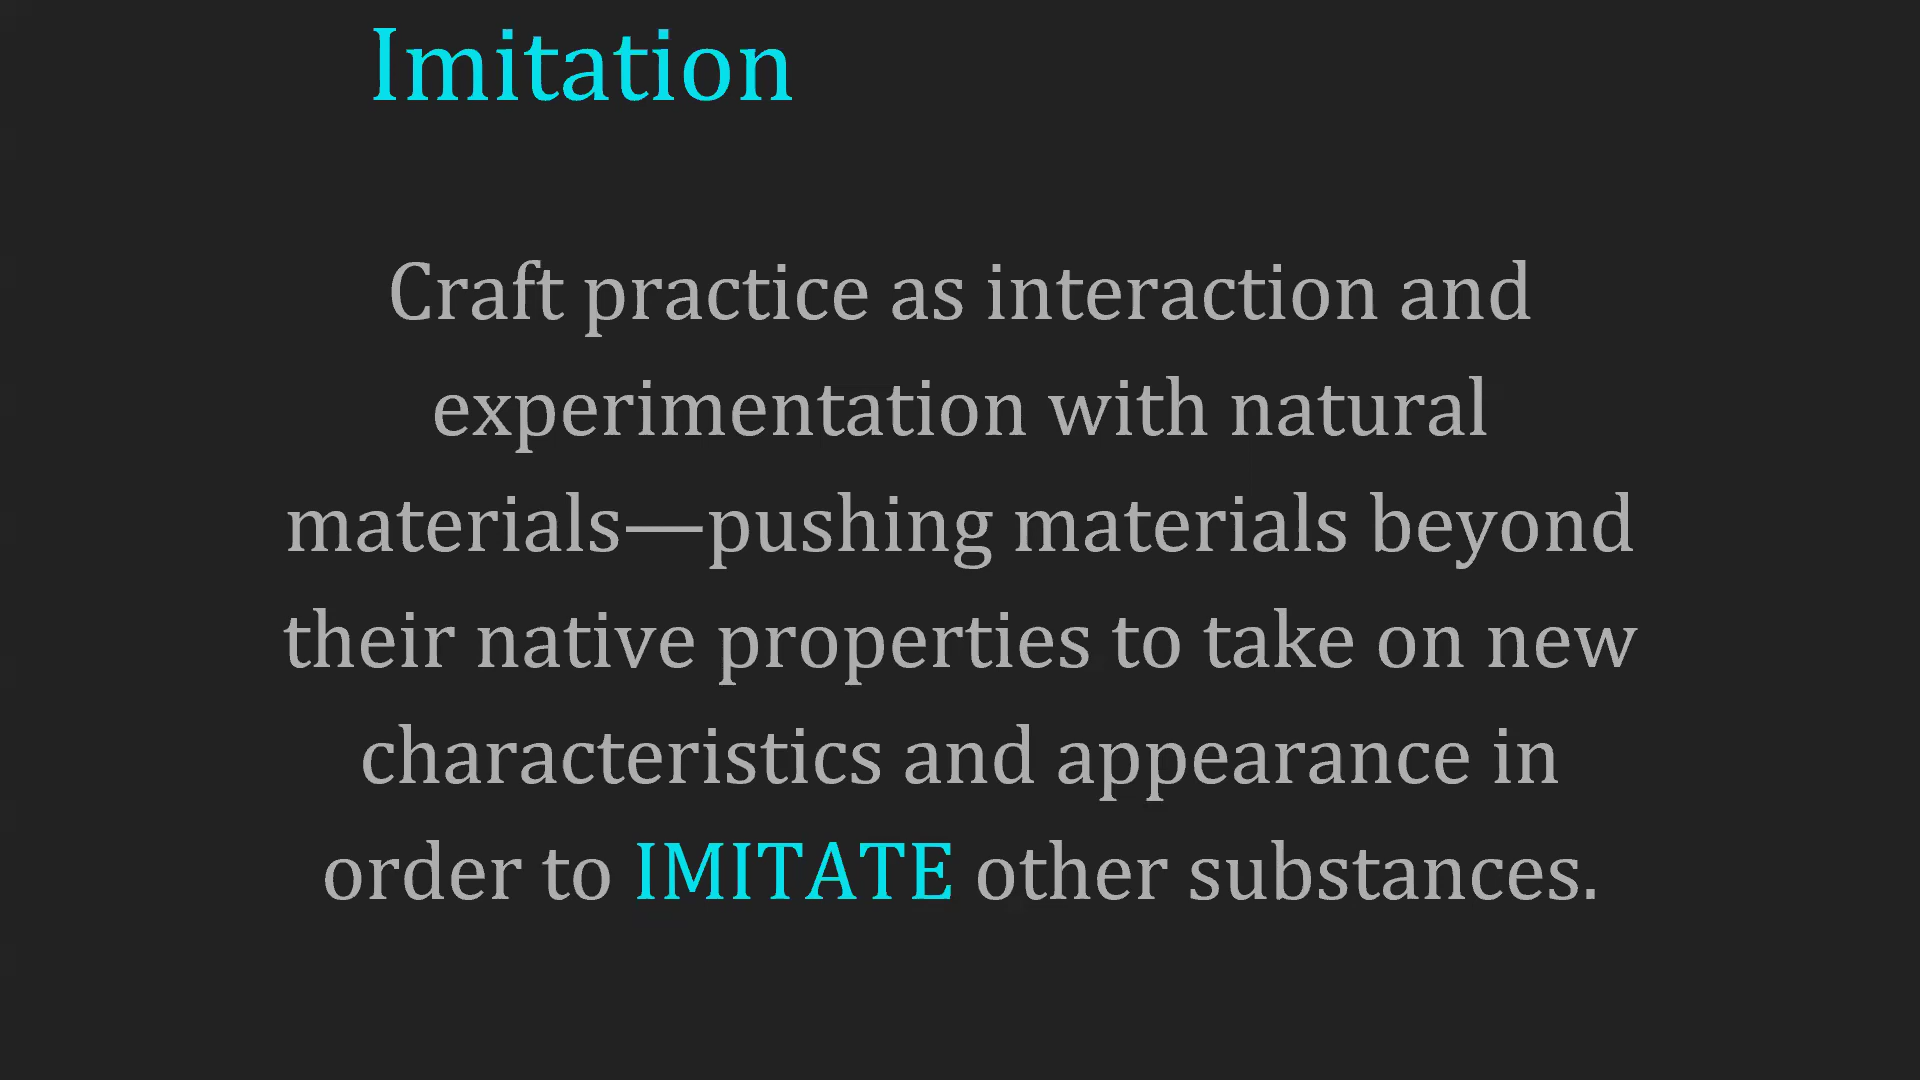 Imitation
Craft practice as interaction and
experimentation with natural
materials—pushing materials beyond
their native properties to take on new
characteristics and appearance in
order to IMITATE other substances.